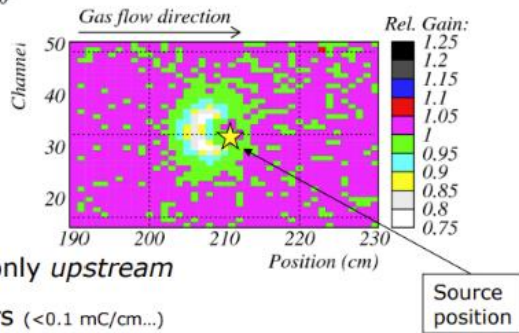 Gas flow direction
Rel. Gain:
Channel
50
40
30
20
1.25
1.2
1.15
1.1
1.05
1
0.95
0.9
0.85
0.8
0.75
190
200
210
220
230
Position (cm)
only upstream
(<0.1 mC/cm...)
Source
position